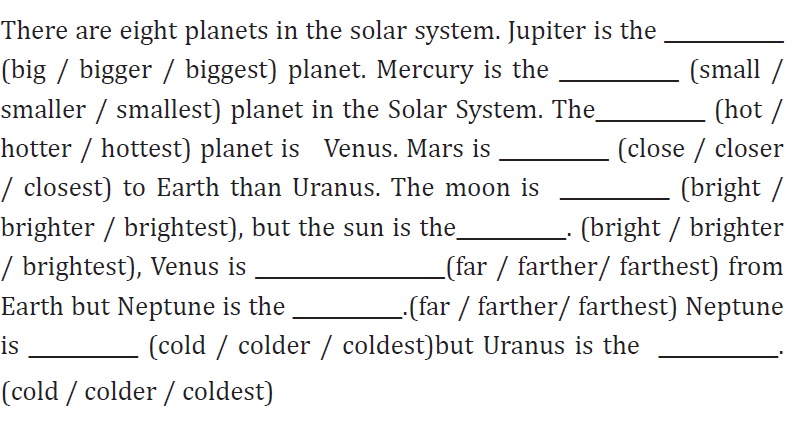 There are eight planets in the solar system. Jupiter is the __________
(big / bigger / biggest) planet. Mercury is the __________ (small /
smaller / smallest) planet in the Solar System. The_________ (hot /
hotter / hottest) planet is Venus. Mars is _________ (close / closer
/ closest) to Earth than Uranus. The moon is _________ (bright /
brighter / brightest), but the sun is the_________. (bright / brighter
/ brightest), Venus is ________________(far / farther/ farthest) from
Earth but Neptune is the _________.(far / farther/ farthest) Neptune
is _________ (cold / colder / coldest)but Uranus is the __________.
(cold / colder / coldest)